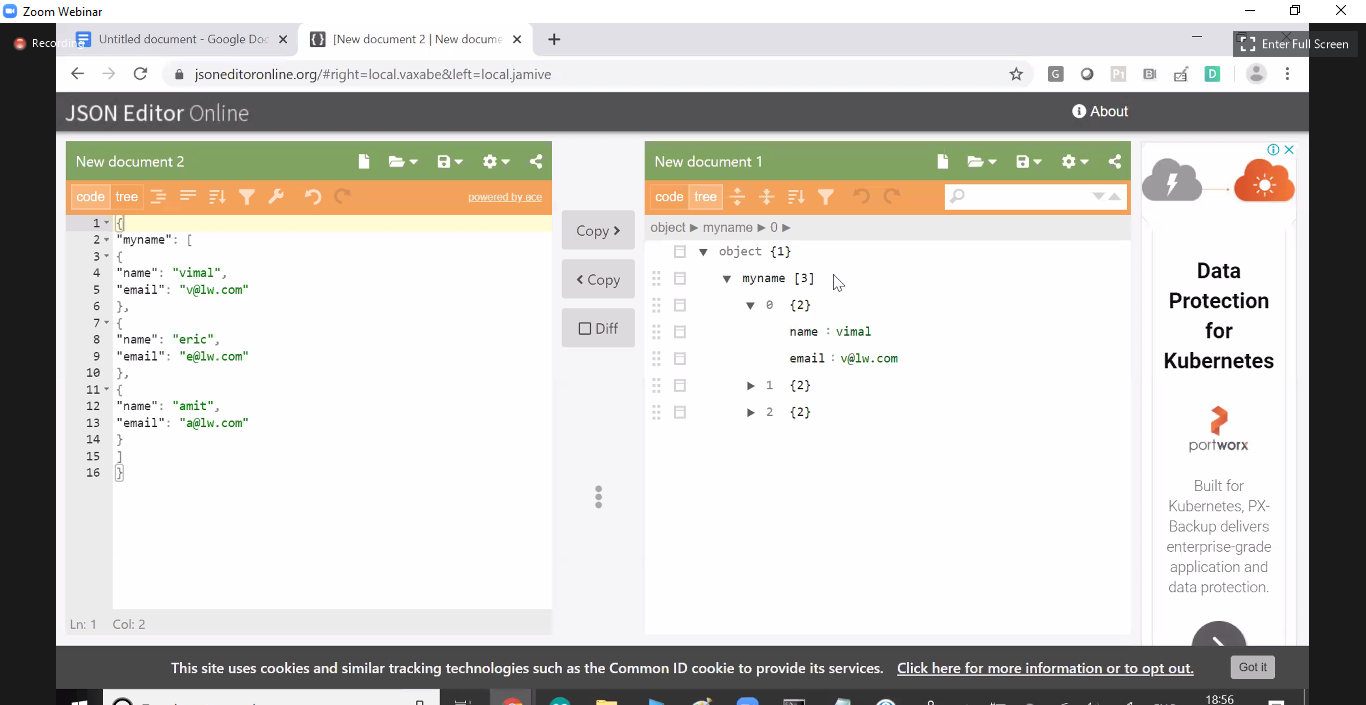 Zoom Webinar
Recording
Untitled document - Google Doc
[New document 2 | New docume
Enter Full Screen
jsoneditoronline.org/#right=local.vaxabe&left=local.jamive
JSON Editor Online
About
New document 2
code tree
powered by ace
1 {
2 "myname": [
3 {
4 "name": "vimal",
5 "email": "v@lw.com"
6 },
7 {
8 "name": "eric",
9 "email": "e@lw.com"
10 },
11 {
12 "name": "amit",
13 "email": "a@lw.com"
14 }
15 ]
16 }
Ln: 1 Col: 2
Copy >
< Copy
Diff
New document 1
code tree
object ▶ myname ▶ 0 ▶
▼ object {1}
▼ myname [3]
▼ 0 {2}
name : vimal
email : v@lw.com
▶ 1 {2}
▶ 2 {2}
Data
Protection
for
Kubernetes
portworx
Built for
Kubernetes, PX-
Backup delivers
enterprise-grade
application and
data protection.
This site uses cookies and similar tracking technologies such as the Common ID cookie to provide its services. Click here for more information or to opt out.
Got it
18:56